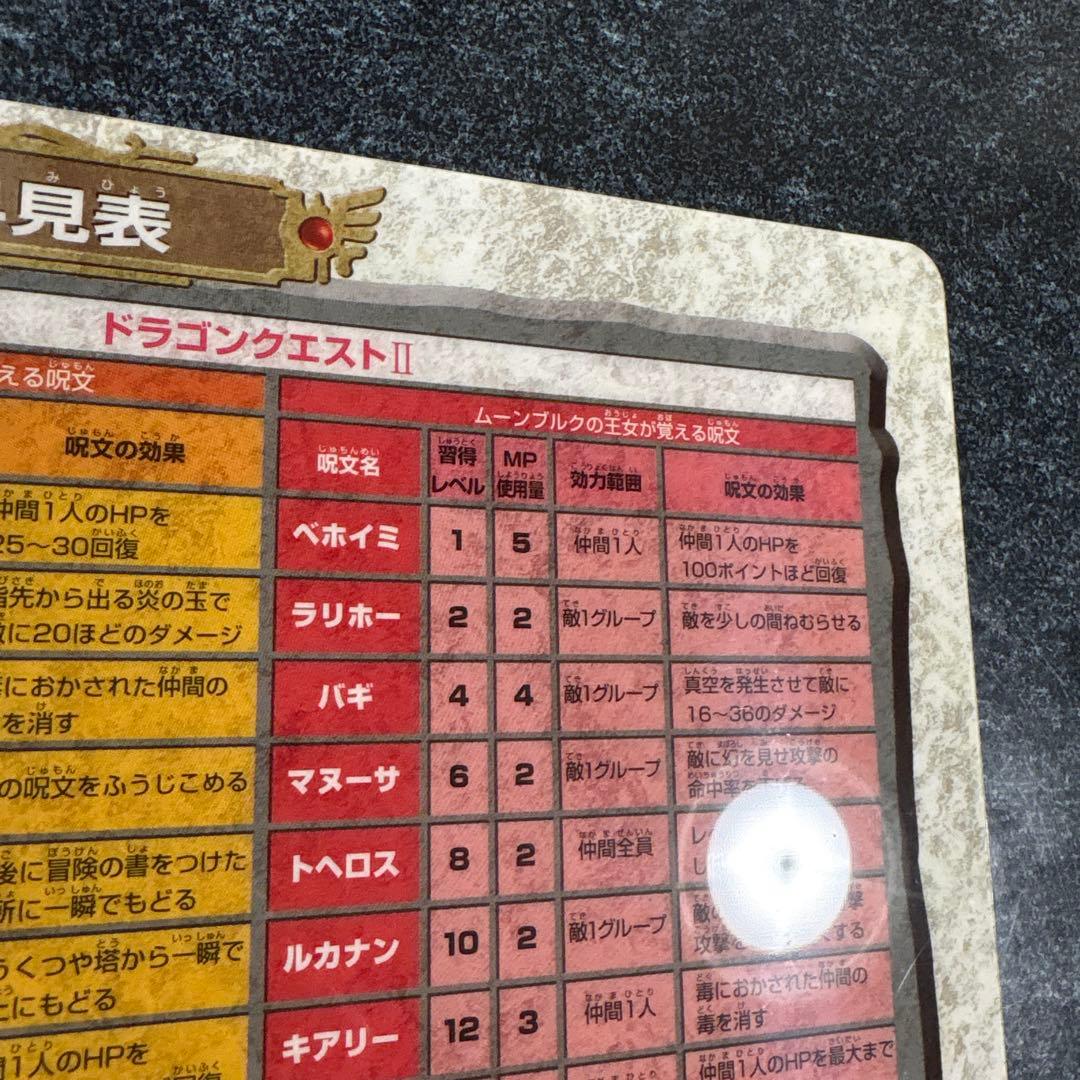 見表
ドラゴンクエストⅡ
える呪文
呪文の効果
仲間1人のHPを
25〜30回復
指先から出る炎の玉で
に20ほどのダメージ
におかされた仲間の
を消す
の呪文をふうじこめる
後に冒険の書をつけた
所に一瞬でもどる
うくつや塔から一瞬で
にもどる
1人のHPを
回復
ムーンブルクの王女が覚える呪文
呪文名 習得レベル MP使用量 効力範囲 呪文の効果
ベホイミ 1 5 仲間1人 仲間1人のHPを
100ポイントほど回復
ラリホー 2 2 敵1グループ 敵を少しの間ねむらせる
バギ 4 4 敵1グループ 真空を発生させて敵に
16〜36のダメージ
マヌーサ 6 2 敵1グループ 敵に幻を見せ攻撃の
命中率を
トヘロス 8 2 仲間全員
ルカナン 10 2 敵1グループ 敵
攻撃を くする
キアリー 12 3 仲間1人 毒におかされた仲間の
毒を消す
仲間1人のHPを最大まで